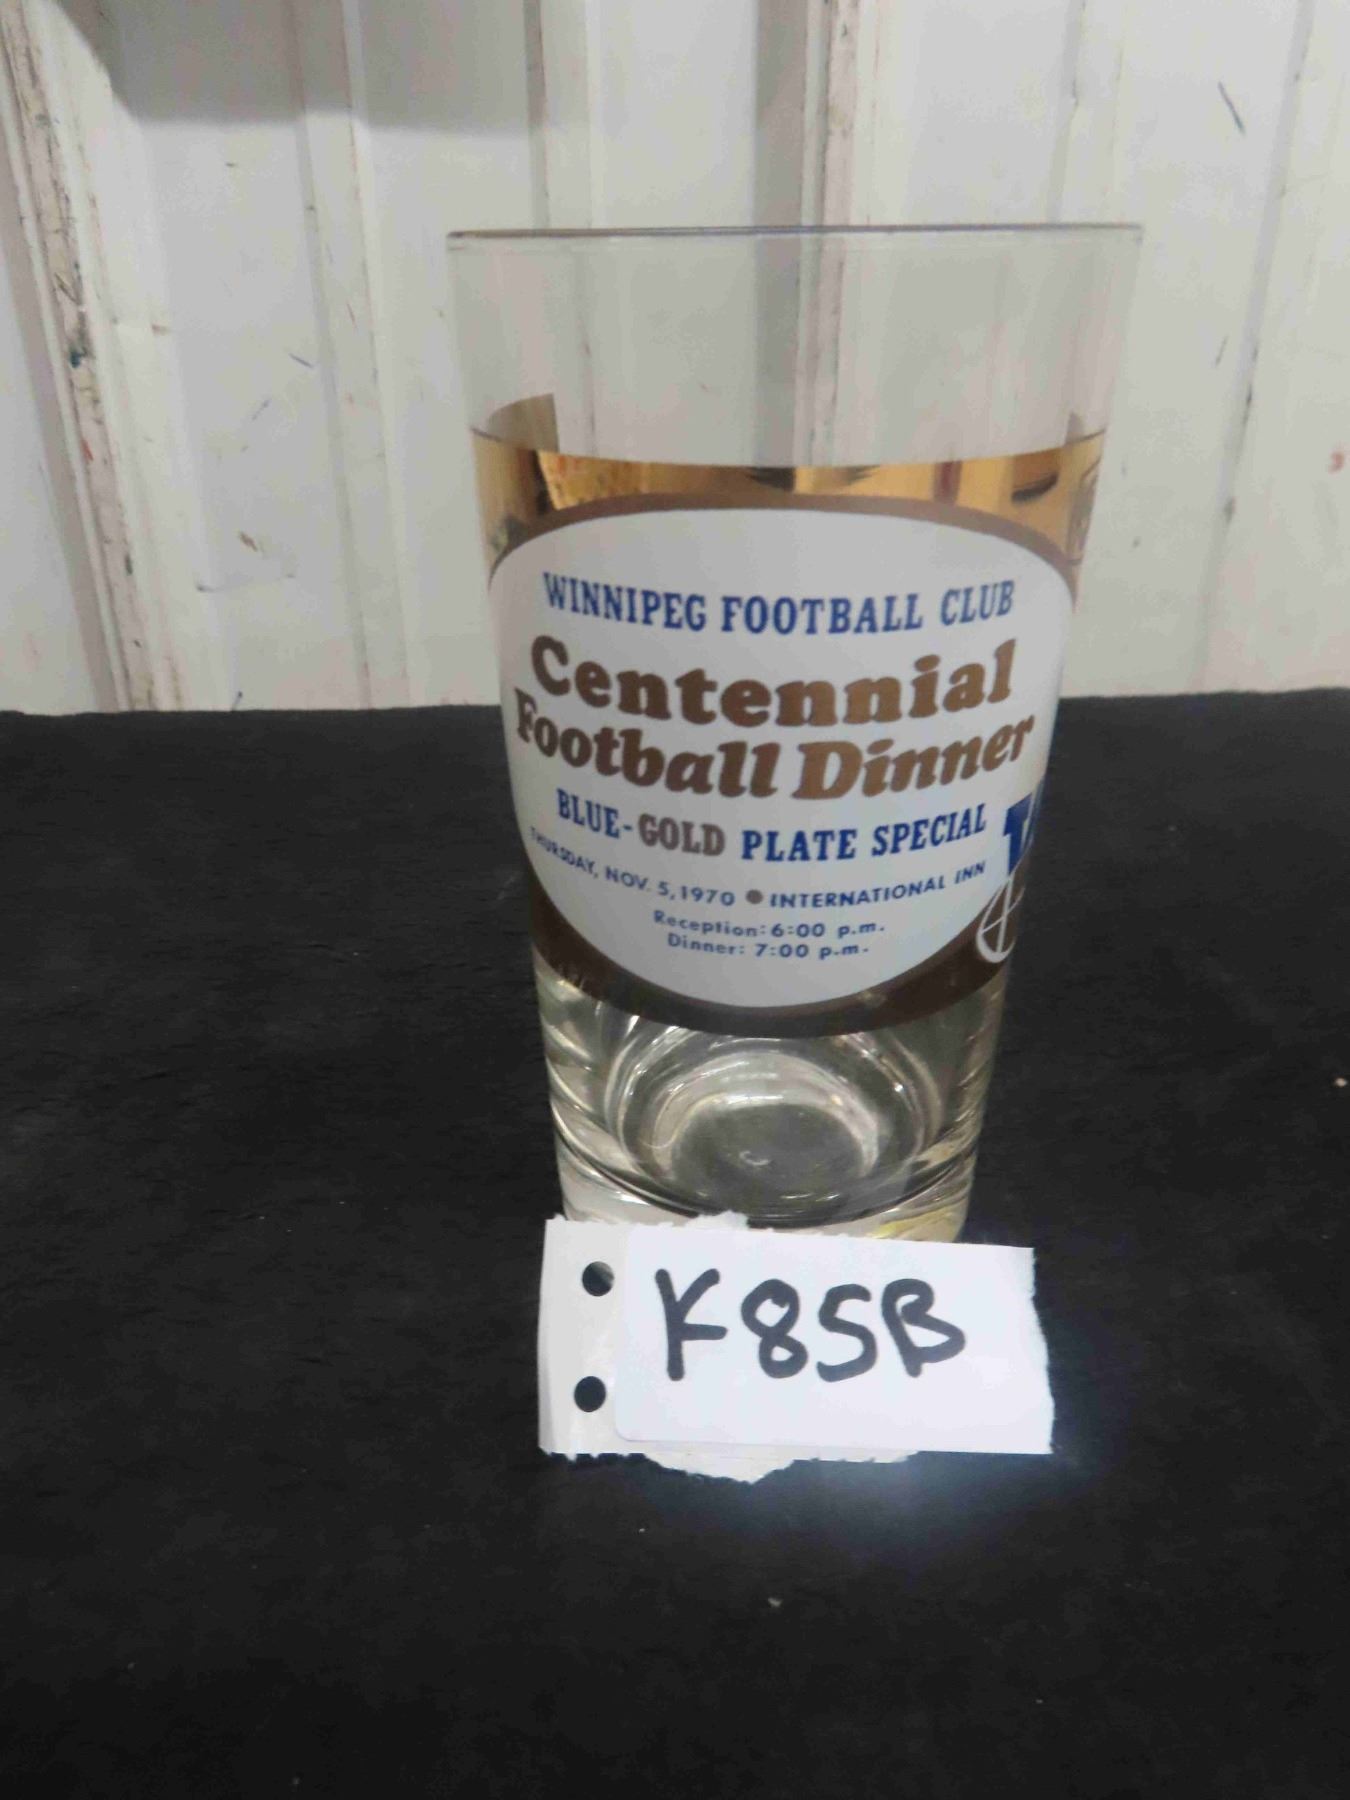 WINNIPEG FOOTBALL CLUB
Centennial
Football Dinner
BLUE-GOLD PLATE SPECIAL
THURSDAY, NOV. 5, 1970 • INTERNATIONAL INN
Reception: 6:00 p.m.
Dinner: 7:00 p.m.
K85B